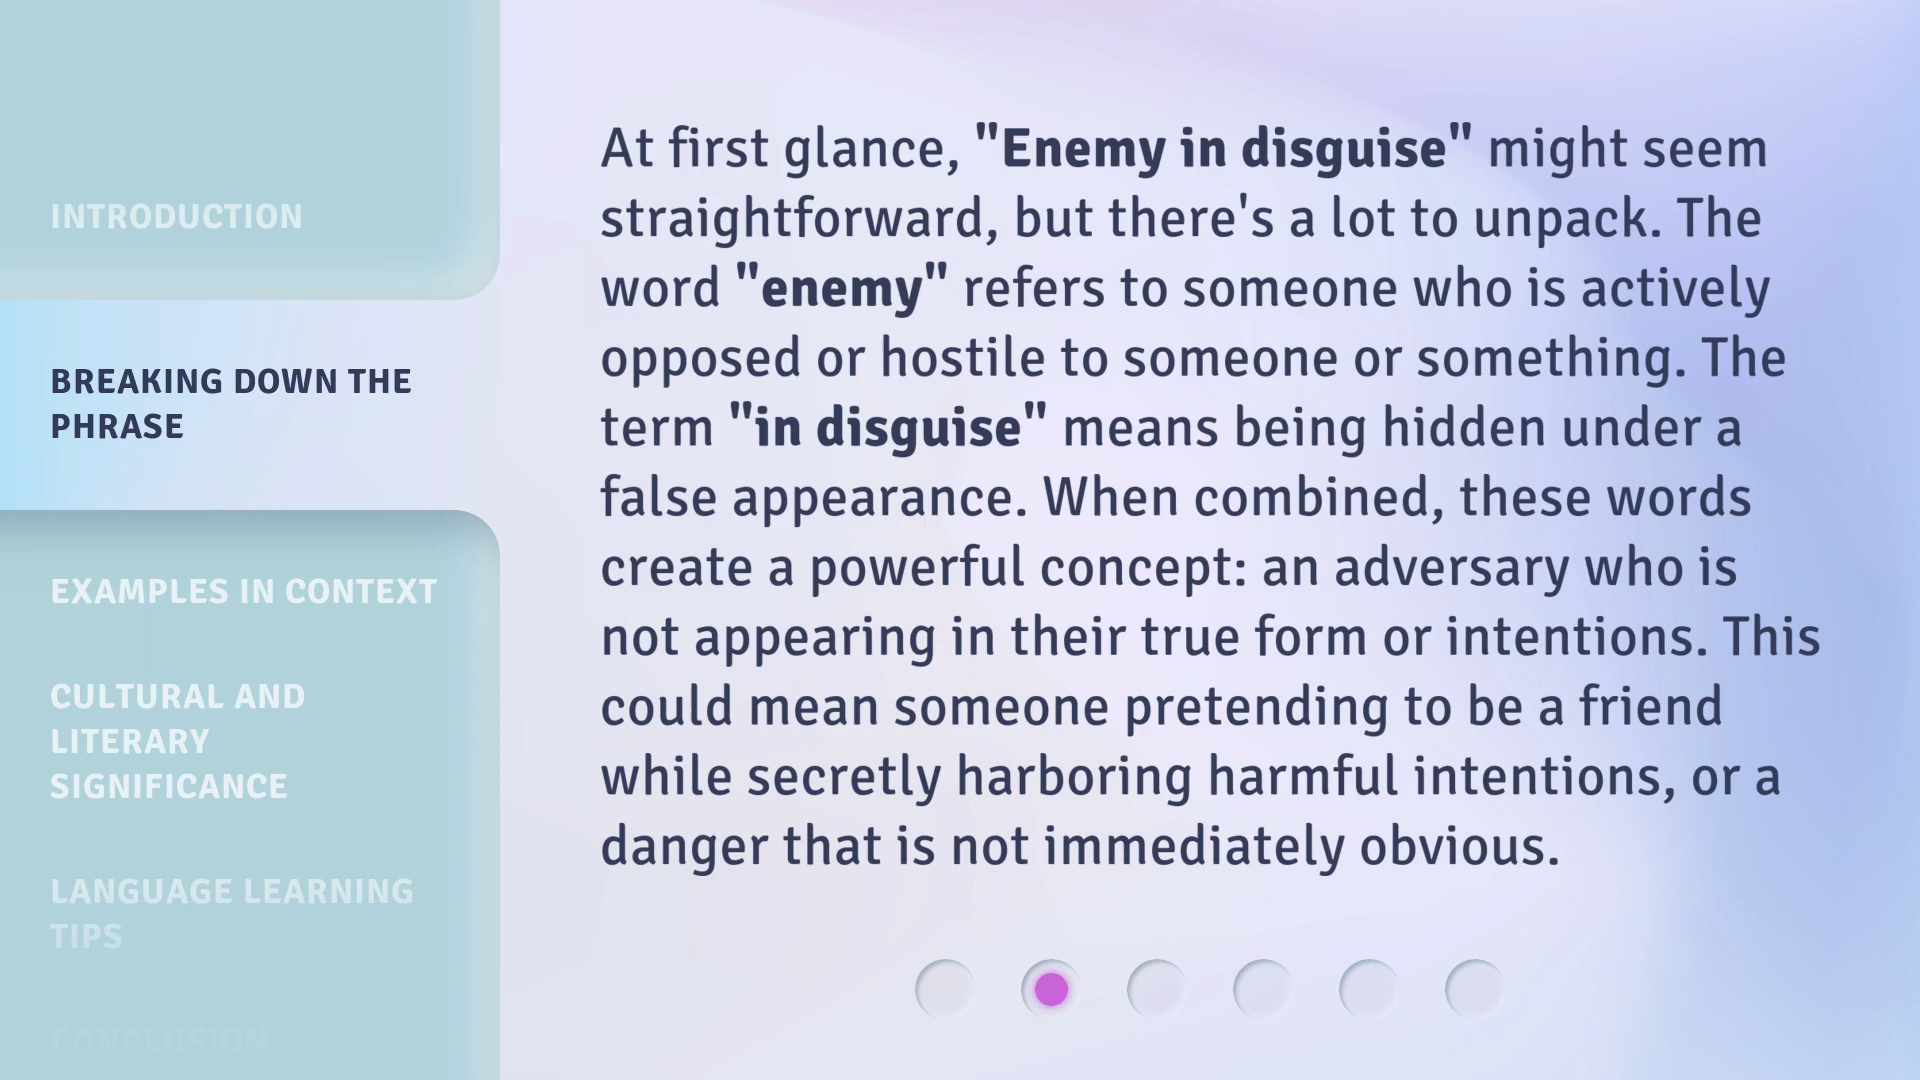 INTRODUCTION
BREAKING DOWN THE
PHRASE
EXAMPLES IN CONTEXT
CULTURAL AND
LITERARY
SIGNIFICANCE
LANGUAGE LEARNING
TIPS
CONCLUSION
At first glance, "Enemy in disguise" might seem
straightforward, but there's a lot to unpack. The
word "enemy" refers to someone who is actively
opposed or hostile to someone or something. The
term "in disguise" means being hidden under a
false appearance. When combined, these words
create a powerful concept: an adversary who is
not appearing in their true form or intentions. This
could mean someone pretending to be a friend
while secretly harboring harmful intentions, or a
danger that is not immediately obvious.